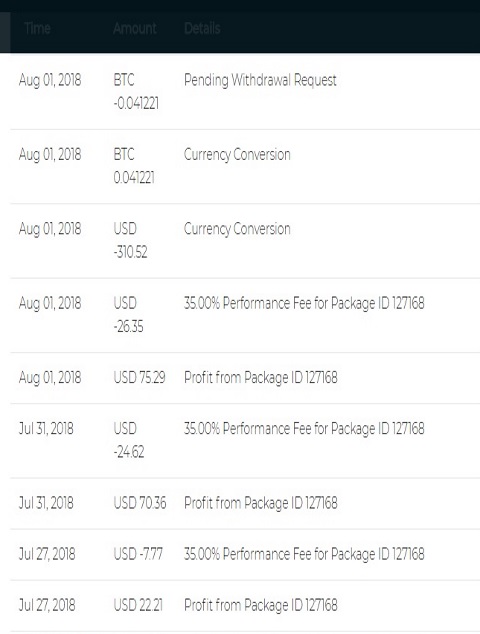 Time Amount Details
Aug 01, 2018 BTC Pending Withdrawal Request
-0.041221
Aug 01, 2018 BTC Currency Conversion
0.041221
Aug 01, 2018 USD Currency Conversion
-310.52
Aug 01, 2018 USD 35.00% Performance Fee for Package ID 127168
-26.35
Aug 01, 2018 USD 75.29 Profit from Package ID 127168
Jul 31, 2018 USD 35.00% Performance Fee for Package ID 127168
-24.62
Jul 31, 2018 USD 70.36 Profit from Package ID 127168
Jul 27, 2018 USD -7.77 35.00% Performance Fee for Package ID 127168
Jul 27, 2018 USD 22.21 Profit from Package ID 127168